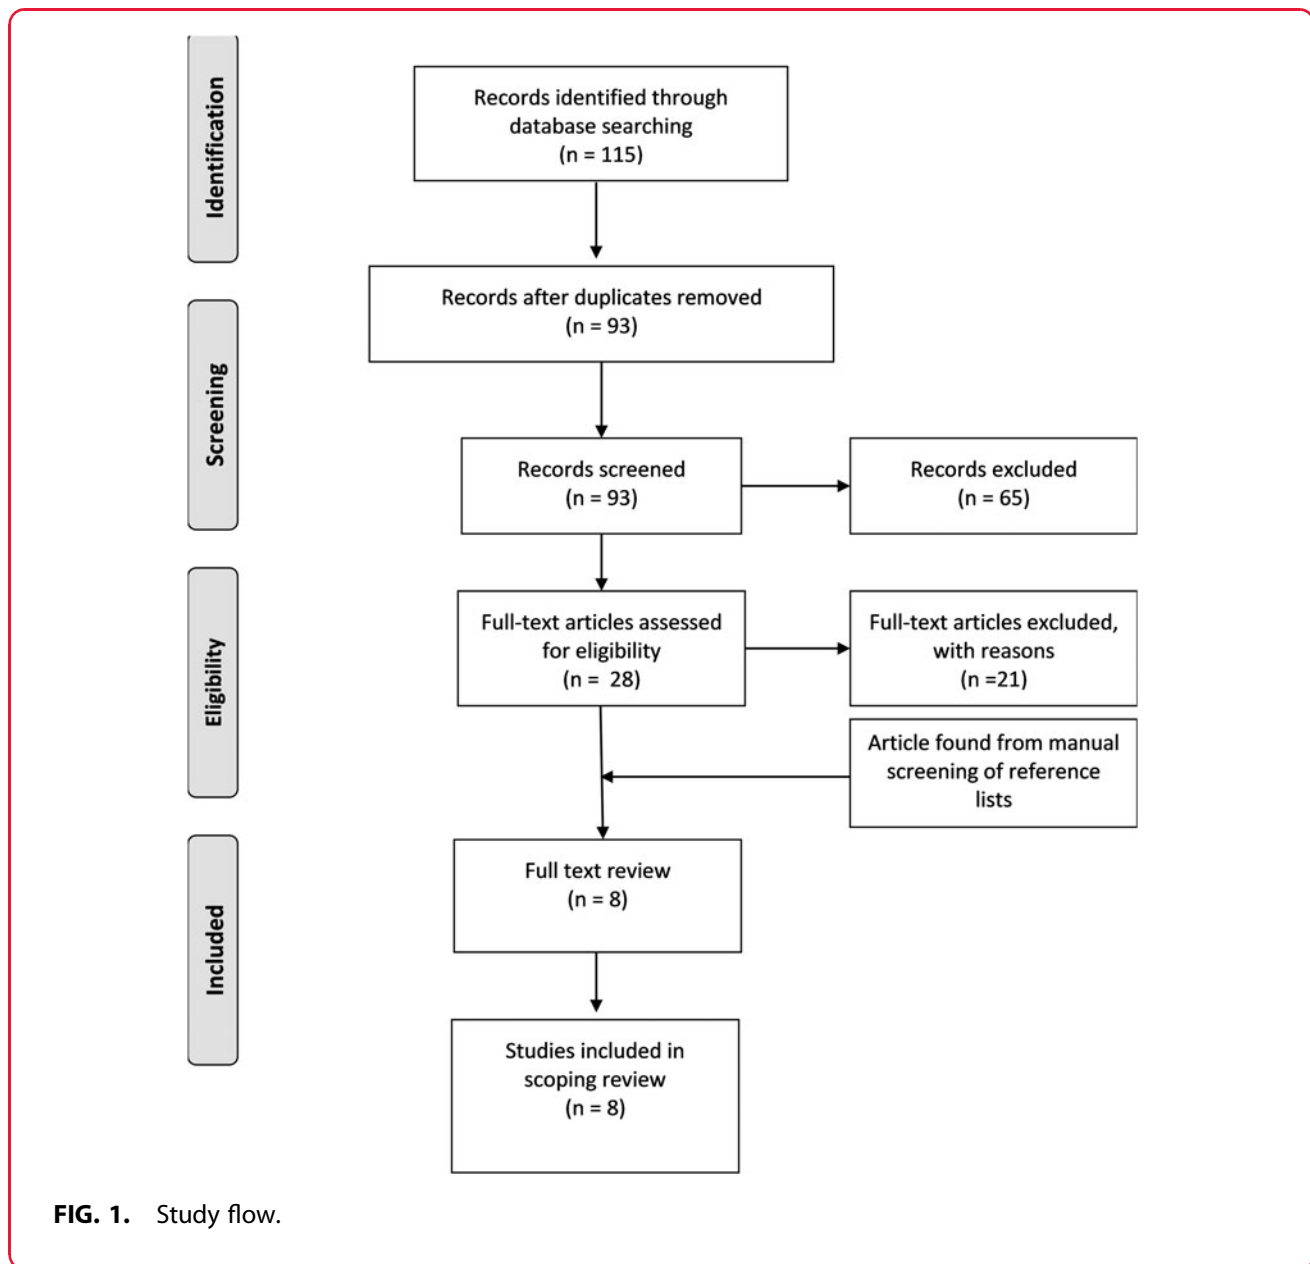 Identification
Records identified through
database searching
(n = 115)
Records after duplicates removed
(n = 93)
Screening
Records screened
(n = 93)
Records excluded
(n = 65)
Eligibility
Full-text articles assessed
for eligibility
(n = 28)
Full-text articles excluded,
with reasons
(n =21)
Article found from manual
screening of reference
lists
Included
Full text review
(n = 8)
Studies included in
scoping review
(n = 8)
FIG. 1. Study flow.